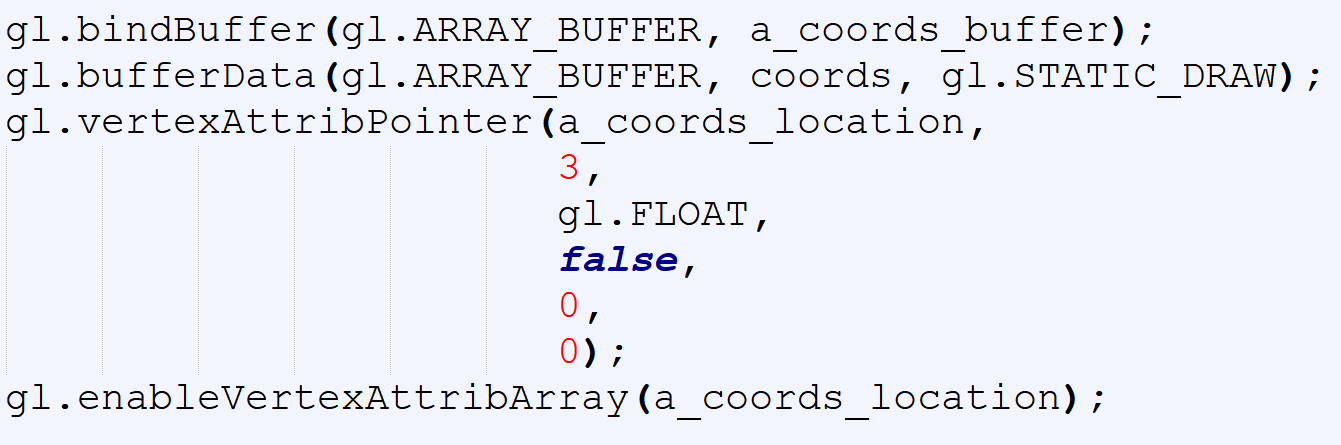 gl.bindBuffer(gl.ARRAY_BUFFER, a_coords_buffer);
gl.bufferData(gl.ARRAY_BUFFER, coords, gl.STATIC_DRAW);
gl.vertexAttribPointer(a_coords_location,
3,
gl.FLOAT,
false,
0,
0);
gl.enableVertexAttribArray(a_coords_location);